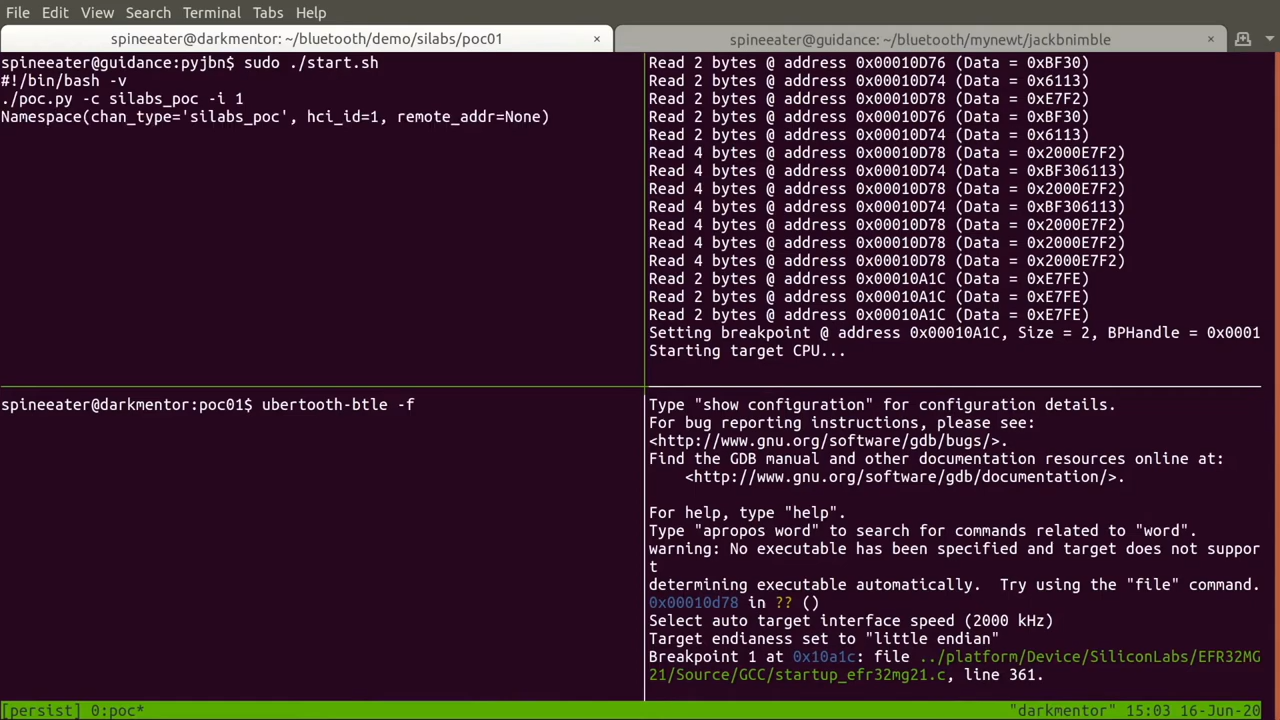 File Edit View Search Terminal Tabs Help
spineeater@darkmentor: ~/bluetooth/demo/silabs/poc01 ×
spineeater@guidance: ~/bluetooth/mynewt/jackbnimble ×
spineeater@guidance:pyjbn$ sudo ./start.sh
#!/bin/bash -v
./poc.py -c silabs_poc -i 1
Namespace(chan_type='silabs_poc', hci_id=1, remote_addr=None)
Read 2 bytes @ address 0x00010D76 (Data = 0xBF30)
Read 2 bytes @ address 0x00010D74 (Data = 0x6113)
Read 2 bytes @ address 0x00010D78 (Data = 0xE7F2)
Read 2 bytes @ address 0x00010D76 (Data = 0xBF30)
Read 2 bytes @ address 0x00010D74 (Data = 0x6113)
Read 4 bytes @ address 0x00010D78 (Data = 0x2000E7F2)
Read 4 bytes @ address 0x00010D74 (Data = 0xBF306113)
Read 4 bytes @ address 0x00010D78 (Data = 0x2000E7F2)
Read 4 bytes @ address 0x00010D74 (Data = 0xBF306113)
Read 4 bytes @ address 0x00010D78 (Data = 0x2000E7F2)
Read 4 bytes @ address 0x00010D78 (Data = 0x2000E7F2)
Read 4 bytes @ address 0x00010D78 (Data = 0x2000E7F2)
Read 2 bytes @ address 0x00010A1C (Data = 0xE7FE)
Read 2 bytes @ address 0x00010A1C (Data = 0xE7FE)
Read 2 bytes @ address 0x00010A1C (Data = 0xE7FE)
Setting breakpoint @ address 0x00010A1C, Size = 2, BPHandle = 0x0001
Starting target CPU...
spineeater@darkmentor:poc01$ ubertooth-btle -f
Type "show configuration" for configuration details.
For bug reporting instructions, please see:
<http://www.gnu.org/software/gdb/bugs/>.
Find the GDB manual and other documentation resources online at:
<http://www.gnu.org/software/gdb/documentation/>.
For help, type "help".
Type "apropos word" to search for commands related to "word".
warning: No executable has been specified and target does not suppor
t
determining executable automatically.  Try using the "file" command.
0x00010d78 in ?? ()
Select auto target interface speed (2000 kHz)
Target endianess set to "little endian"
Breakpoint 1 at 0x10a1c: file ../platform/Device/SiliconLabs/EFR32MG
21/Source/GCC/startup_efr32mg21.c, line 361.
[persist] 0:poc* "darkmentor" 15:03 16-Jun-20